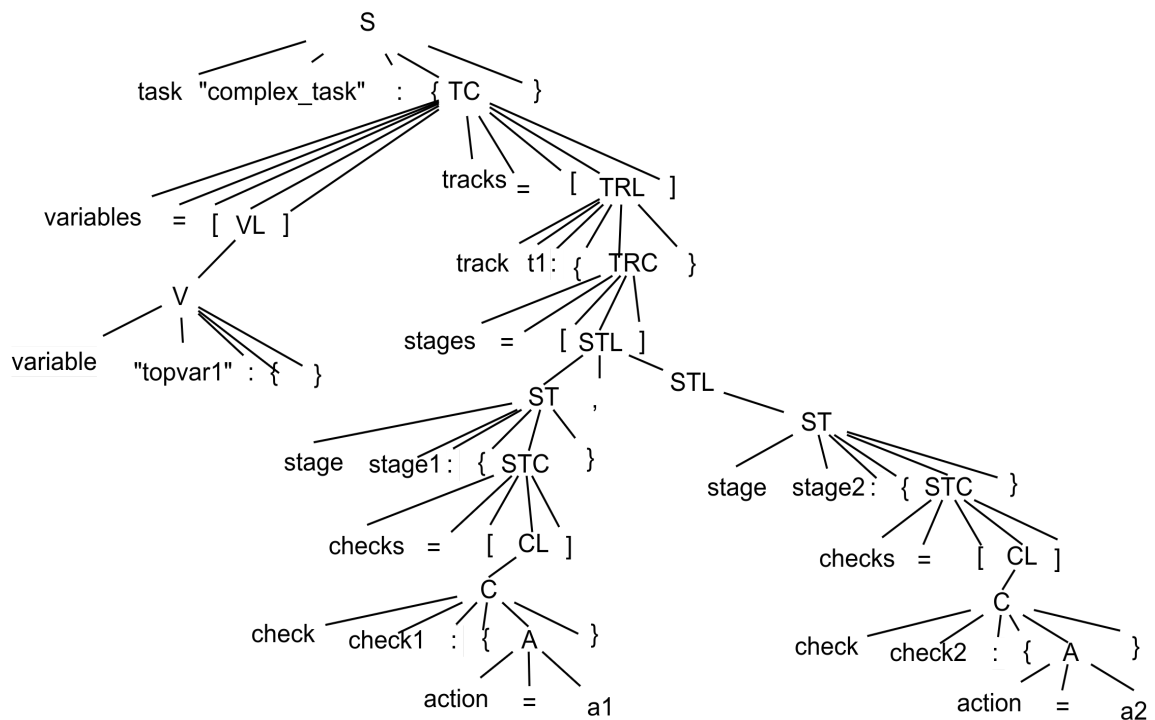 S
task "complex_task" : { TC }
tracks = [ TRL ]
variables = [ VL ]
track t1: { TRC }
V
stages = [ STL ]
variable "topvar1" : { }
STL
ST ,
ST
stage stage1: { STC }
stage stage2: { STC }
checks = [ CL ]
checks = [ CL ]
C
C
check check1 : { A }
check check2 : { A }
action = a1
action = a2